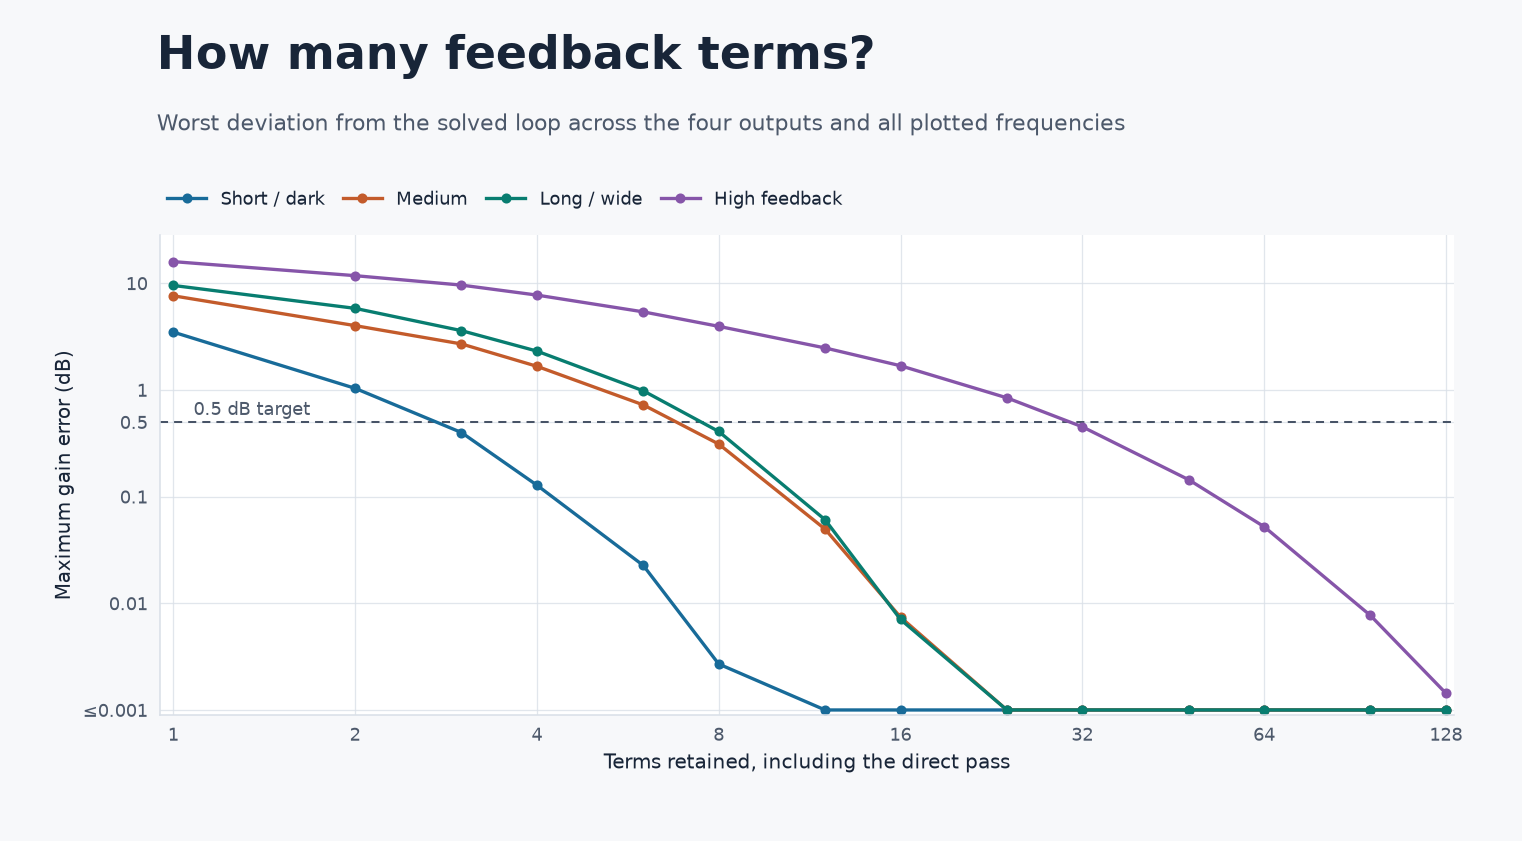 How many feedback terms?
Worst deviation from the solved loop across the four outputs and all plotted frequencies
Short / dark Medium Long / wide High feedback
10
1
0.5 dB target
0.5
0.1
0.01
≤0.001
Maximum gain error (dB)
1 2 4 8 16 32 64 128
Terms retained, including the direct pass